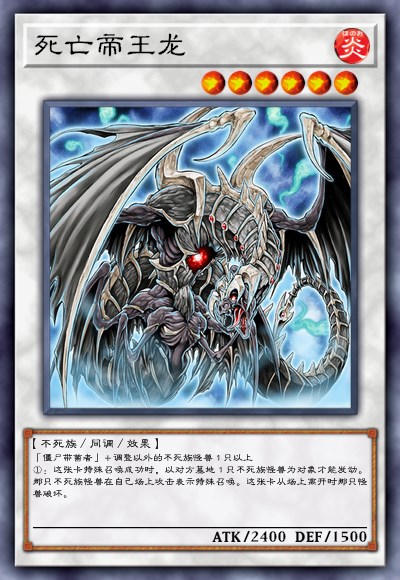 死亡帝王龙
ほのお
炎
【不死族／同调／效果】
「僵尸带菌者」＋调整以外的不死族怪兽1只以上
①：这张卡特殊召唤成功时，以对方墓地1只不死族怪兽为对象才能发动。
那只不死族怪兽在自己场上攻击表示特殊召唤。这张卡从场上离开时那只怪
兽破坏。
ATK/2400 DEF/1500